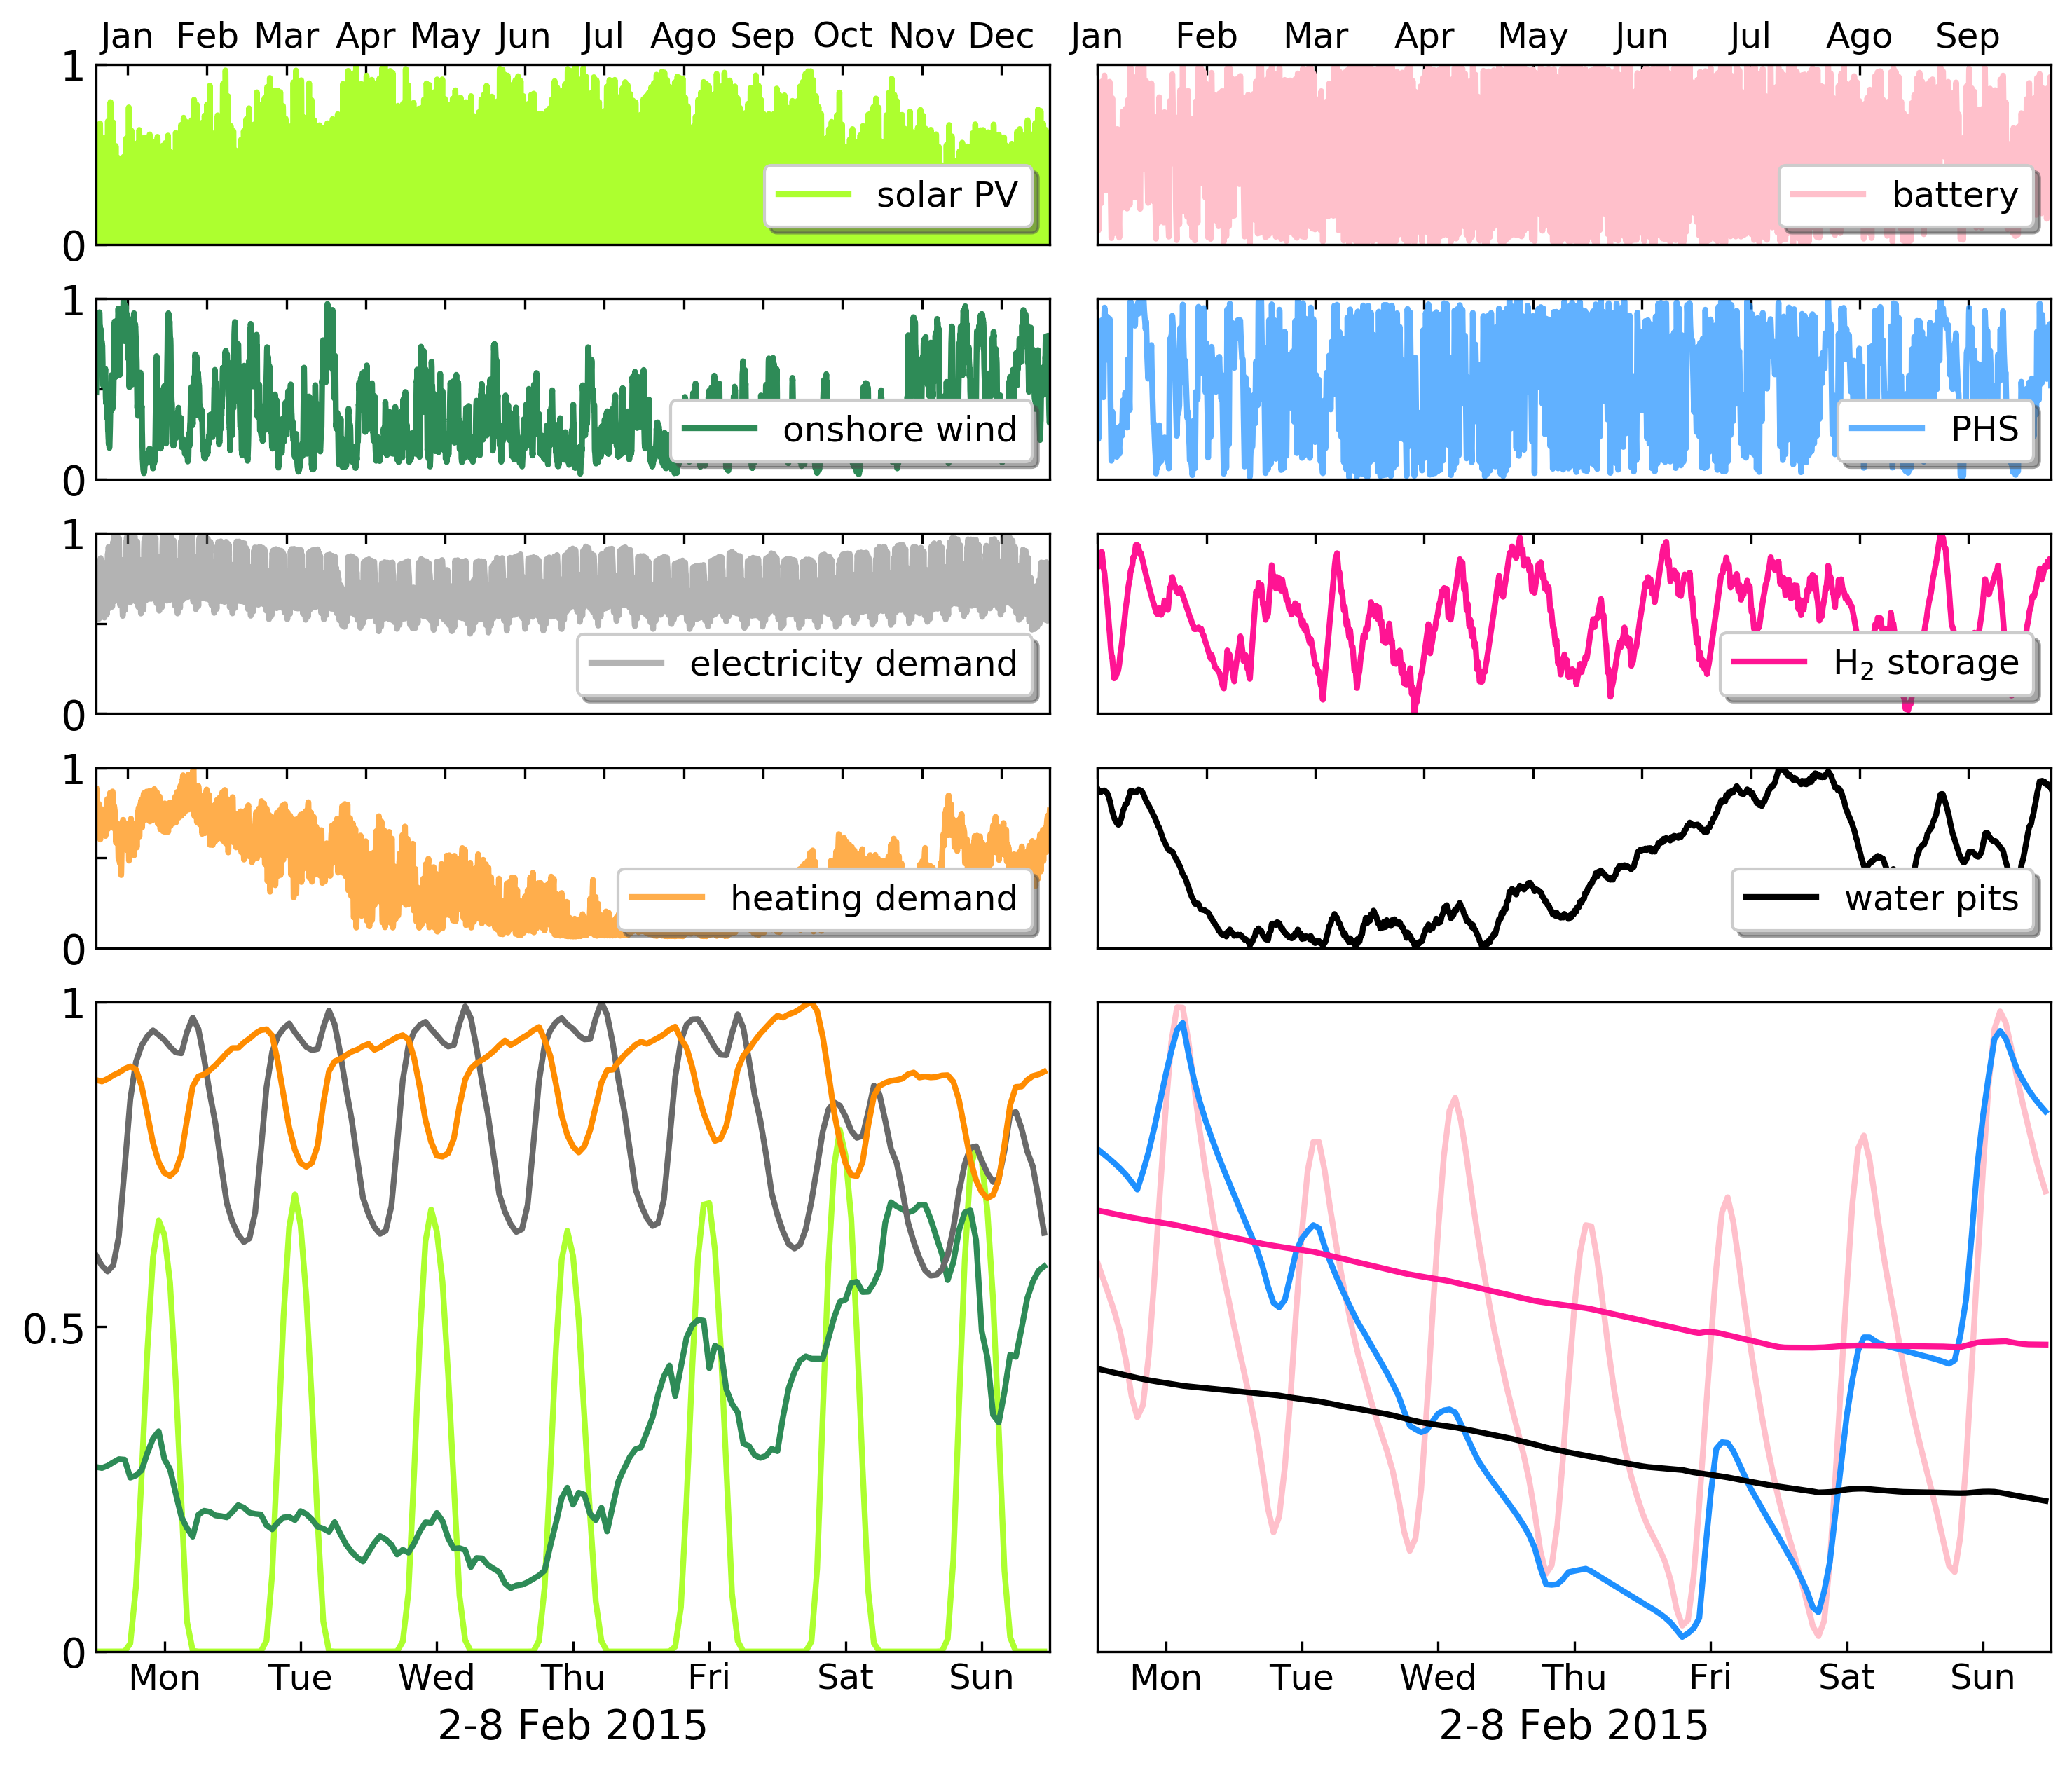 Jan Feb Mar Apr May Jun Jul Ago Sep Oct Nov Dec
Jan Feb Mar Apr May Jun Jul Ago Sep
1
solar PV
battery
0
1
onshore wind
PHS
0
1
electricity demand
H₂ storage
0
1
heating demand
water pits
0
1
0.5
0
Mon Tue Wed Thu Fri Sat Sun
Mon Tue Wed Thu Fri Sat Sun
2-8 Feb 2015
2-8 Feb 2015